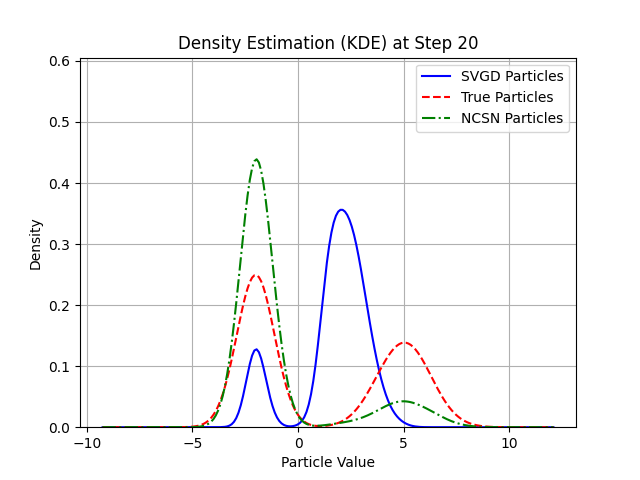 Density Estimation (KDE) at Step 20
SVGD Particles
True Particles
NCSN Particles
0.6
0.5
0.4
0.3
0.2
0.1
0.0
Density
−10
−5
0
5
10
Particle Value